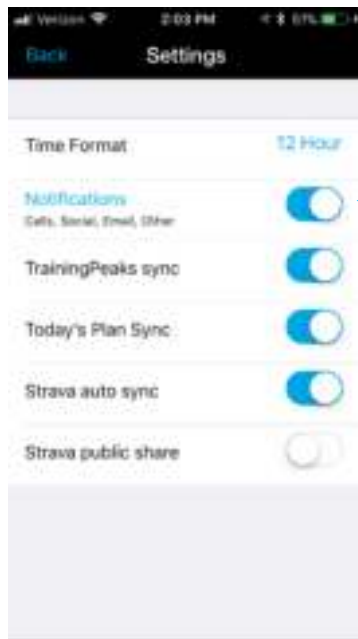 Verizon 2:03 PM 61%
Back Settings
Time Format 12 Hour
Notifications
Calls, Social, Email, Other
TrainingPeaks sync
Today's Plan Sync
Strava auto sync
Strava public share